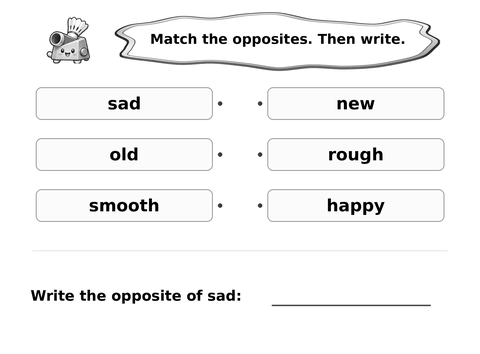 Match the opposites. Then write.
sad new
old rough
smooth happy
Write the opposite of sad: